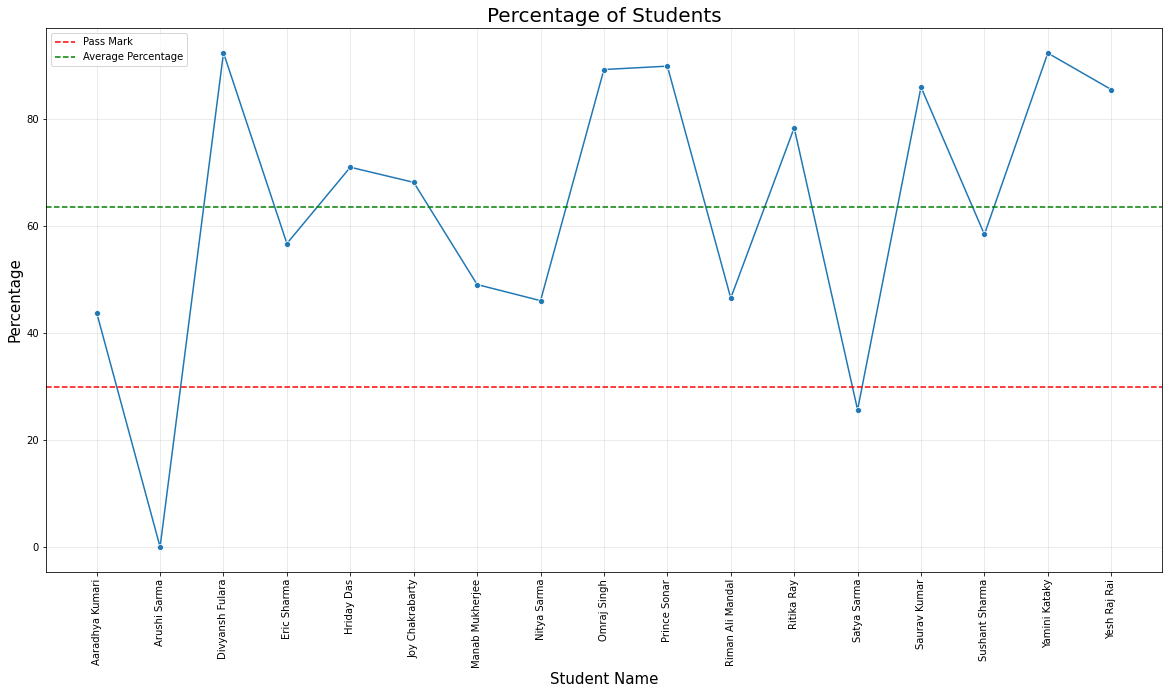 Percentage of Students
Pass Mark
Average Percentage
Percentage
80
60
40
20
0
Aaradhya Kumari
Arushi Sarma
Divyansh Fulara
Eric Sharma
Hriday Das
Joy Chakrabarty
Manab Mukherjee
Nitya Sarma
Omraj Singh
Prince Sonar
Riman Ali Mandal
Ritika Ray
Satya Sarma
Saurav Kumar
Sushant Sharma
Yamini Kataky
Yesh Raj Rai
Student Name